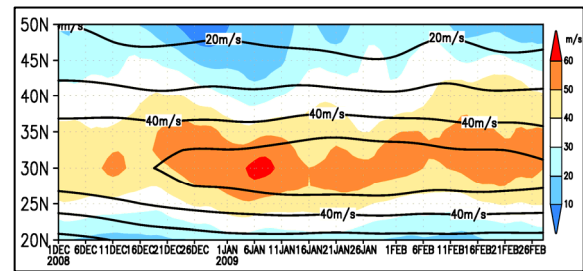 m/s
20m/s
20m/s
m/s
50N
60
45N
50
40N
40
35N
40m/s
40m/s
30
30N
20
25N
10
40m/s
40m/s
20N
1DEC 6DEC 11DEC 16DEC 21DEC 26DEC 1JAN 6JAN 11JAN 16JAN 21JAN 26JAN 1FEB 6FEB 11FEB 16FEB 21FEB 26FEB
2008 2009